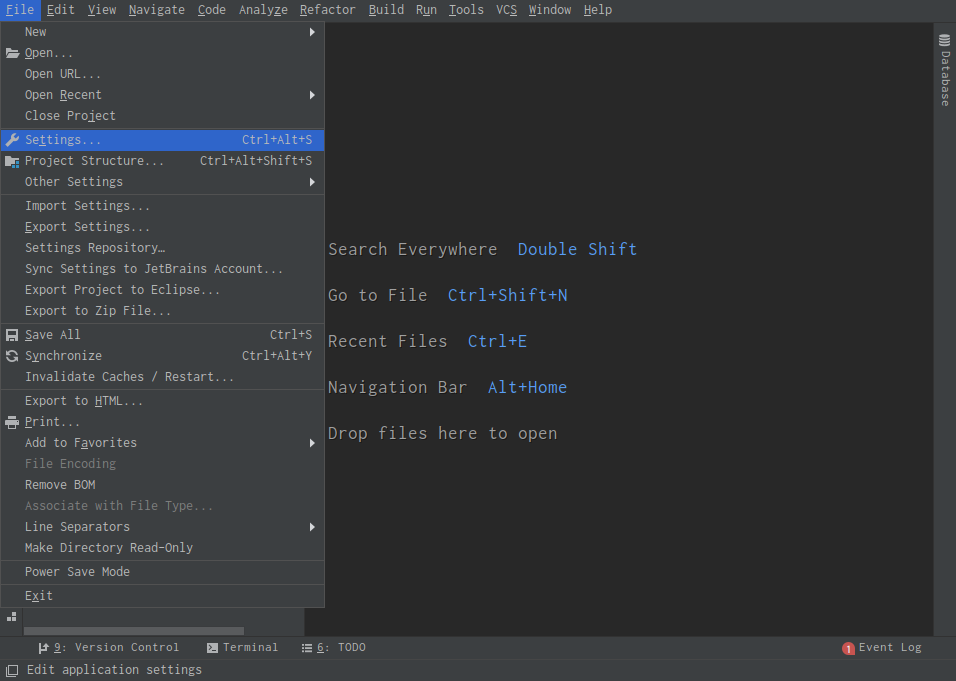 File Edit View Navigate Code Analyze Refactor Build Run Tools VCS Window Help
New
Open...
Open URL...
Open Recent
Close Project
Settings... Ctrl+Alt+S
Project Structure... Ctrl+Alt+Shift+S
Other Settings
Import Settings...
Export Settings...
Settings Repository…
Sync Settings to JetBrains Account...
Export Project to Eclipse...
Export to Zip File...
Save All Ctrl+S
Synchronize Ctrl+Alt+Y
Invalidate Caches / Restart...
Export to HTML...
Print...
Add to Favorites
File Encoding
Remove BOM
Associate with File Type...
Line Separators
Make Directory Read-Only
Power Save Mode
Exit
Search Everywhere Double Shift
Go to File Ctrl+Shift+N
Recent Files Ctrl+E
Navigation Bar Alt+Home
Drop files here to open
Database
9: Version Control Terminal 6: TODO 1 Event Log
Edit application settings